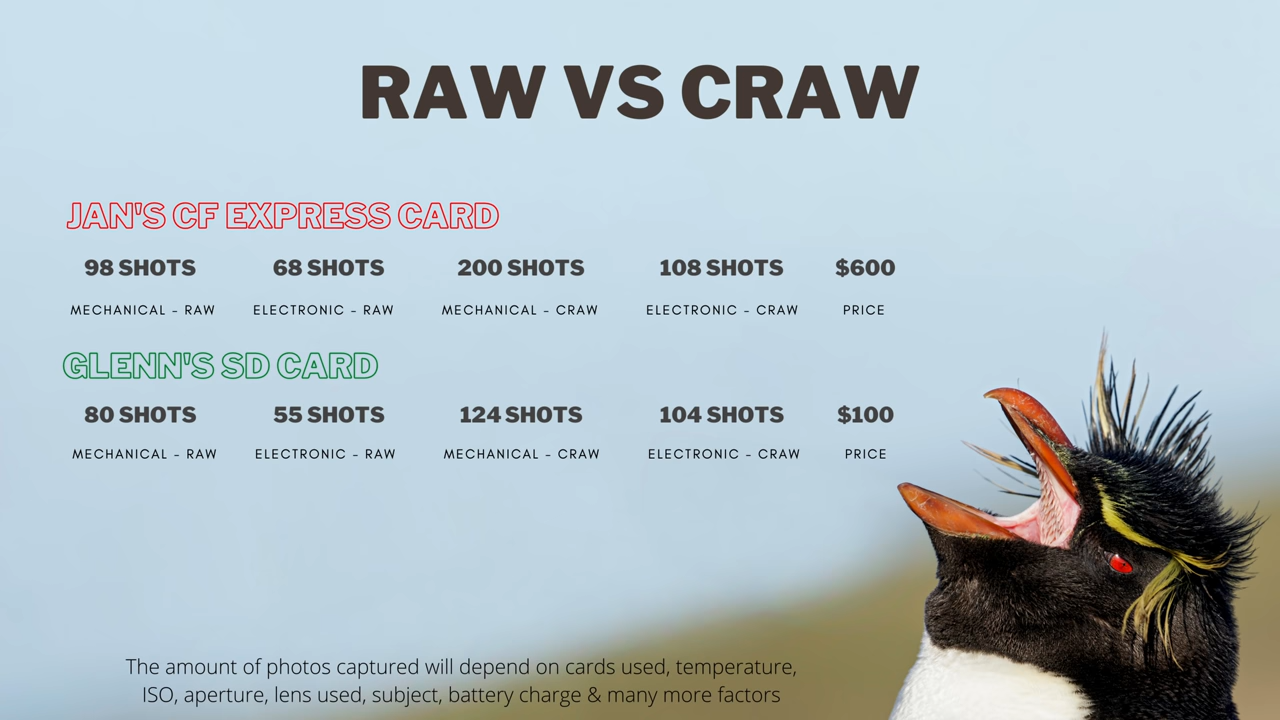 RAW VS CRAW
JAN'S CF EXPRESS CARD
98 SHOTS 68 SHOTS 200 SHOTS 108 SHOTS $600
MECHANICAL - RAW ELECTRONIC - RAW MECHANICAL - CRAW ELECTRONIC - CRAW PRICE
GLENN'S SD CARD
80 SHOTS 55 SHOTS 124 SHOTS 104 SHOTS $100
MECHANICAL - RAW ELECTRONIC - RAW MECHANICAL - CRAW ELECTRONIC - CRAW PRICE
The amount of photos captured will depend on cards used, temperature,
ISO, aperture, lens used, subject, battery charge & many more factors